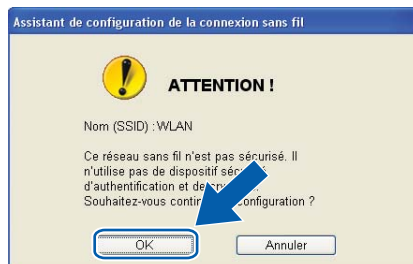 Assistant de configuration de la connexion sans fil
ATTENTION !
Nom (SSID) : WLAN
Ce réseau sans fil n'est pas sécurisé. Il
n'utilise pas de dispositif
d'authentification et de
Souhaitez-vous configuration ?
OK
Annuler